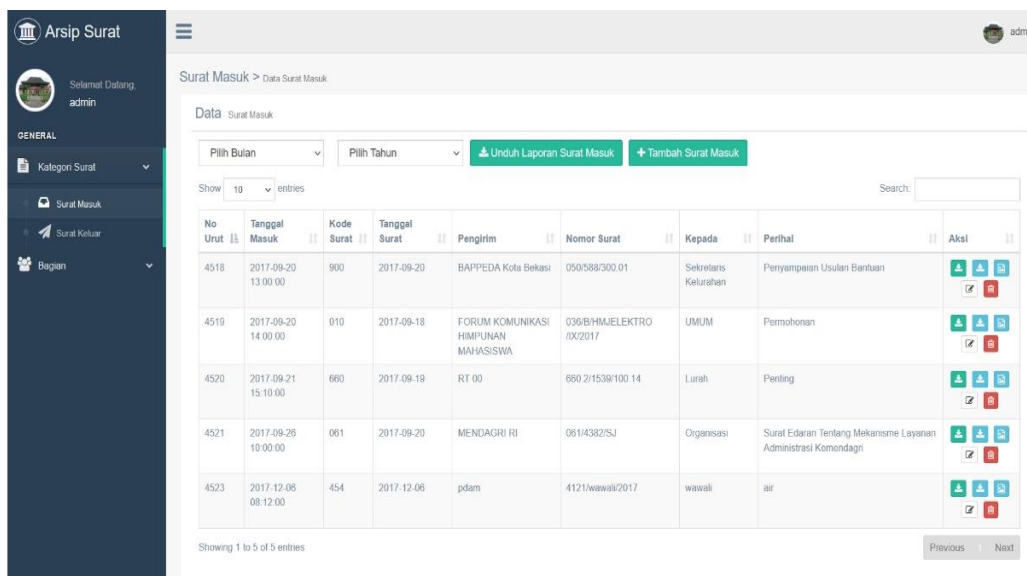 Arsip Surat
adm
Selamat Datang,
admin
GENERAL
Kategori Surat
Surat Masuk
Surat Keluar
Bagian
Surat Masuk > Data Surat Masuk
Data Surat Masuk
Pilih Bulan
Pilih Tahun
Unduh Laporan Surat Masuk
+ Tambah Surat Masuk
Show 10 entries
Search:
No Urut
Tanggal Masuk
Kode Surat
Tanggal Surat
Pengirim
Nomor Surat
Kepada
Perihal
Aksi
4518
2017-09-20
13:00:00
900
2017-09-20
BAPPEDA Kota Bekasi
050/588/300.01
Sekretaris
Kelurahan
Penyampaian Usulan Bantuan
4519
2017-09-20
14:00:00
010
2017-09-18
FORUM KOMUNIKASI
HIMPUNAN
MAHASISWA
036/B/HMJELEKTRO
/IX/2017
UMUM
Permohonan
4520
2017-09-21
15:10:00
660
2017-09-19
RT 00
660.2/1539/100.14
Lurah
Penting
4521
2017-09-26
10:00:00
061
2017-09-20
MENDAGRI RI
061/4382/SJ
Organisasi
Surat Edaran Tentang Mekanisme Layanan
Administrasi Komondagri
4523
2017-12-06
08:12:00
454
2017-12-06
pdam
4121/wawali/2017
wawali
air
Showing 1 to 5 of 5 entries
Previous
Next